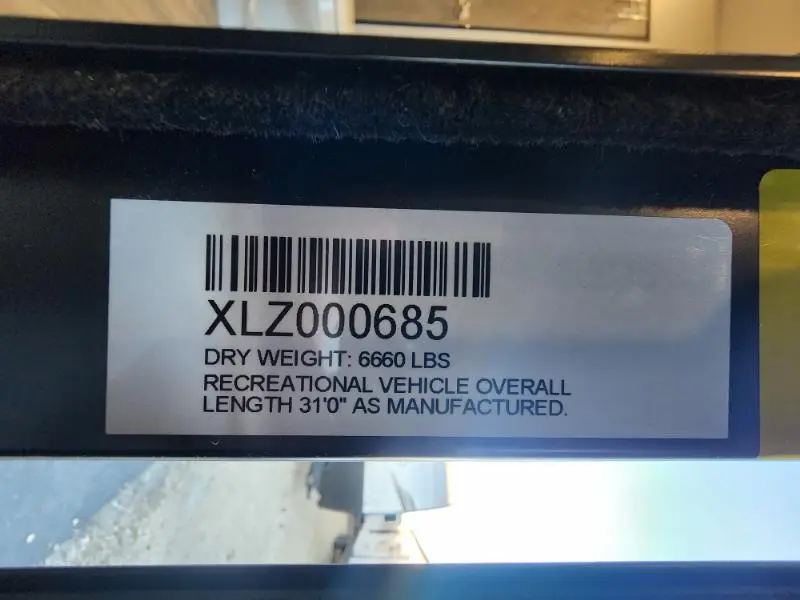 XLZ000685
DRY WEIGHT: 6660 LBS
RECREATIONAL VEHICLE OVERALL
LENGTH 31'0" AS MANUFACTURED.